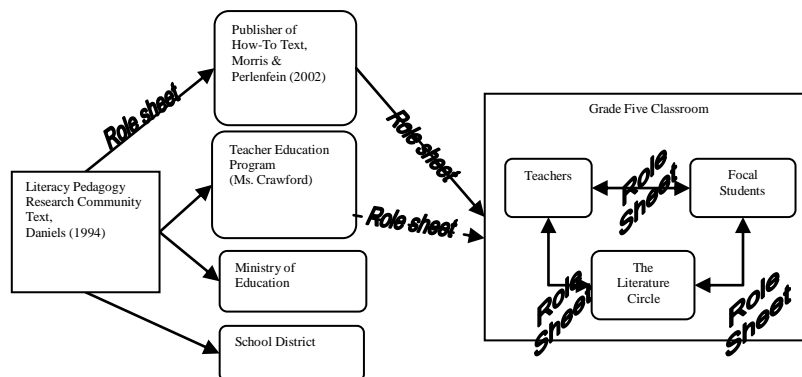 Publisher of
How-To Text,
Morris &
Perlenfein (2002)
Role sheet
Teacher Education
Program
(Ms. Crawford)
Literacy Pedagogy
Research Community
Text,
Daniels (1994)
Ministry of
Education
School District
Role sheet
Role sheet
Grade Five Classroom
Teachers
Role
Sheet
Focal
Students
The
Literature
Circle
Role
Sheet
Role
Sheet